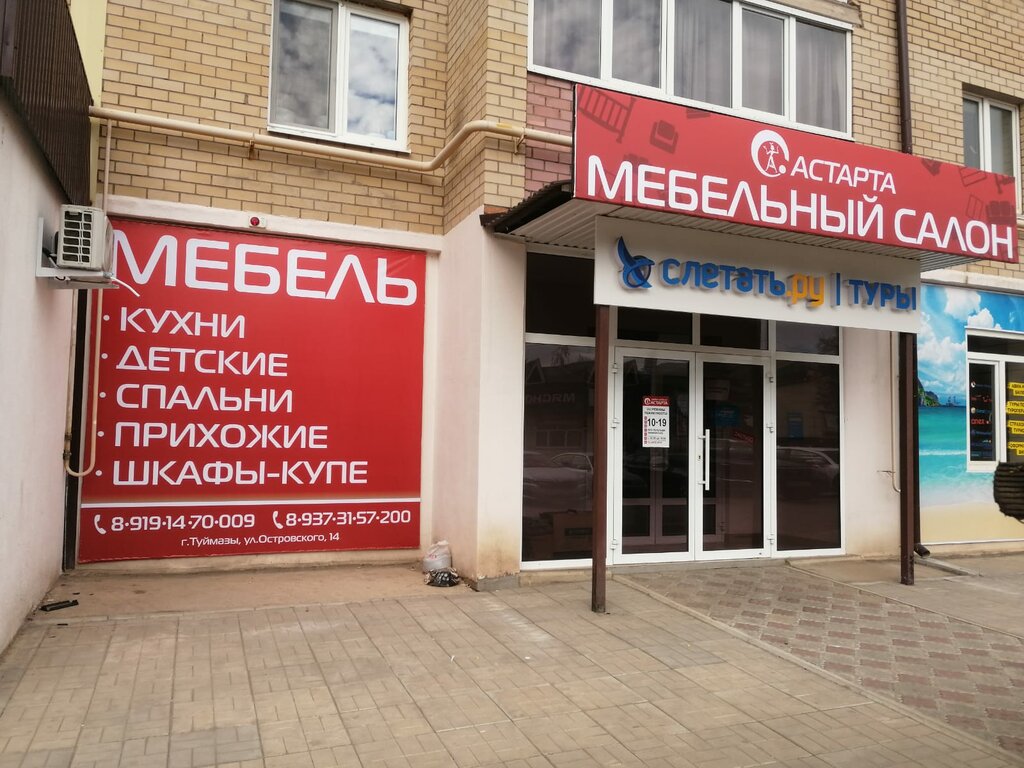 МЕБЕЛЬ
• КУХНИ
• ДЕТСКИЕ
• СПАЛЬНИ
• ПРИХОЖИЕ
• ШКАФЫ-КУПЕ
8•919•14•70•009 8•937•31•57•200
г.Туймазы, ул.Островского, 14
АСТАРТА
МЕБЕЛЬНЫЙ САЛОН
слетать.ру | ТУРЫ
АСТАРТА
10-19